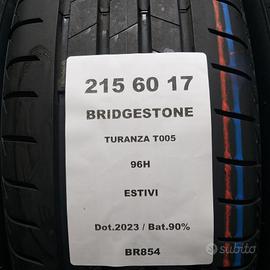 215 60 17
BRIDGESTONE
TURANZA T005
96H
ESTIVI
Dot.2023 / Bat.90%
BR854
subito